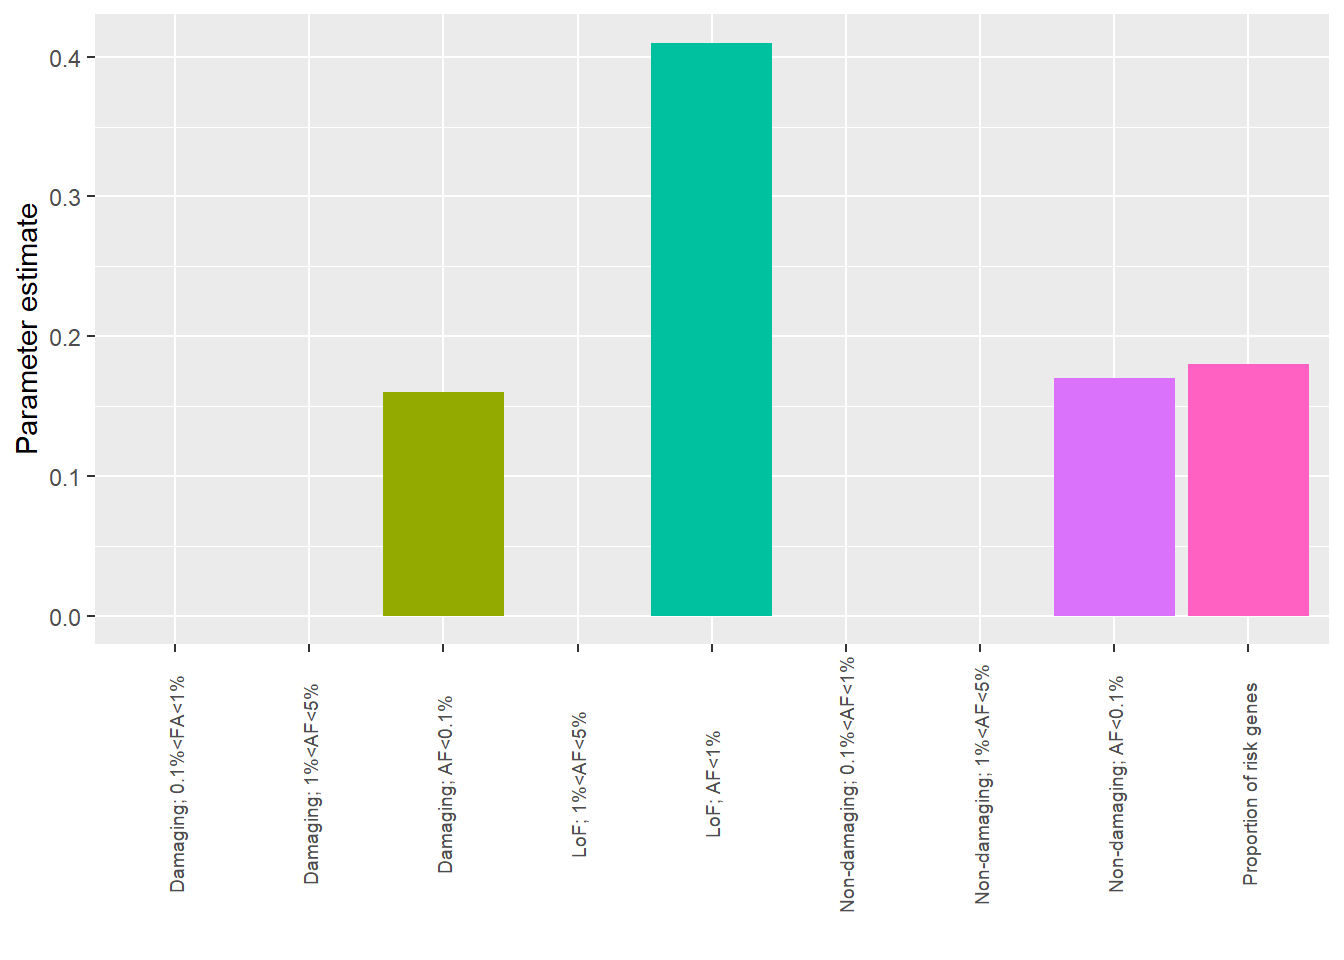 Parameter estimate
0.4
0.3
0.2
0.1
0.0
Damaging; 0.1%<FA<1%
Damaging; 1%<AF<5%
Damaging; AF<0.1%
LoF; 1%<AF<5%
LoF; AF<1%
Non-damaging; 0.1%<AF<1%
Non-damaging; 1%<AF<5%
Non-damaging; AF<0.1%
Proportion of risk genes